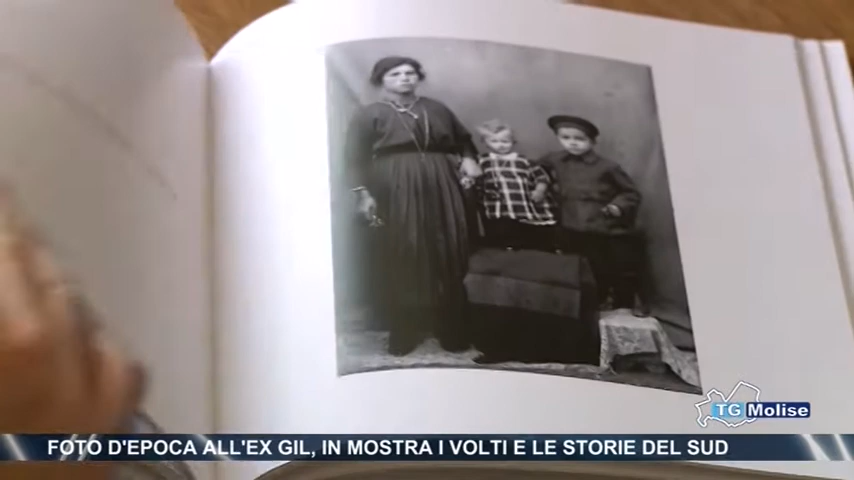 TG Molise
FOTO D'EPOCA ALL'EX GIL, IN MOSTRA I VOLTI E LE STORIE DEL SUD